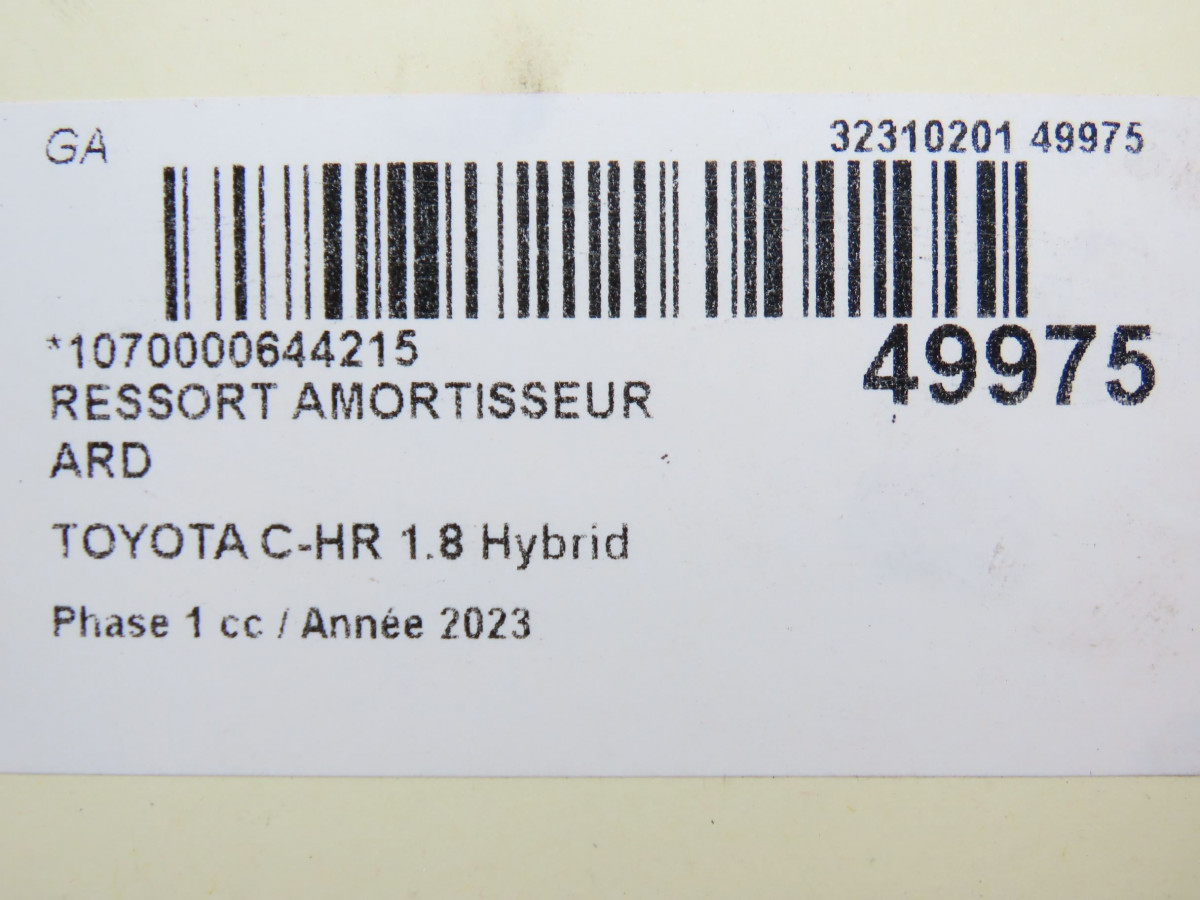 GA
32310201 49975
*1070000644215
49975
RESSORT AMORTISSEUR
ARD
TOYOTA C-HR 1.8 Hybrid
Phase 1 cc / Année 2023